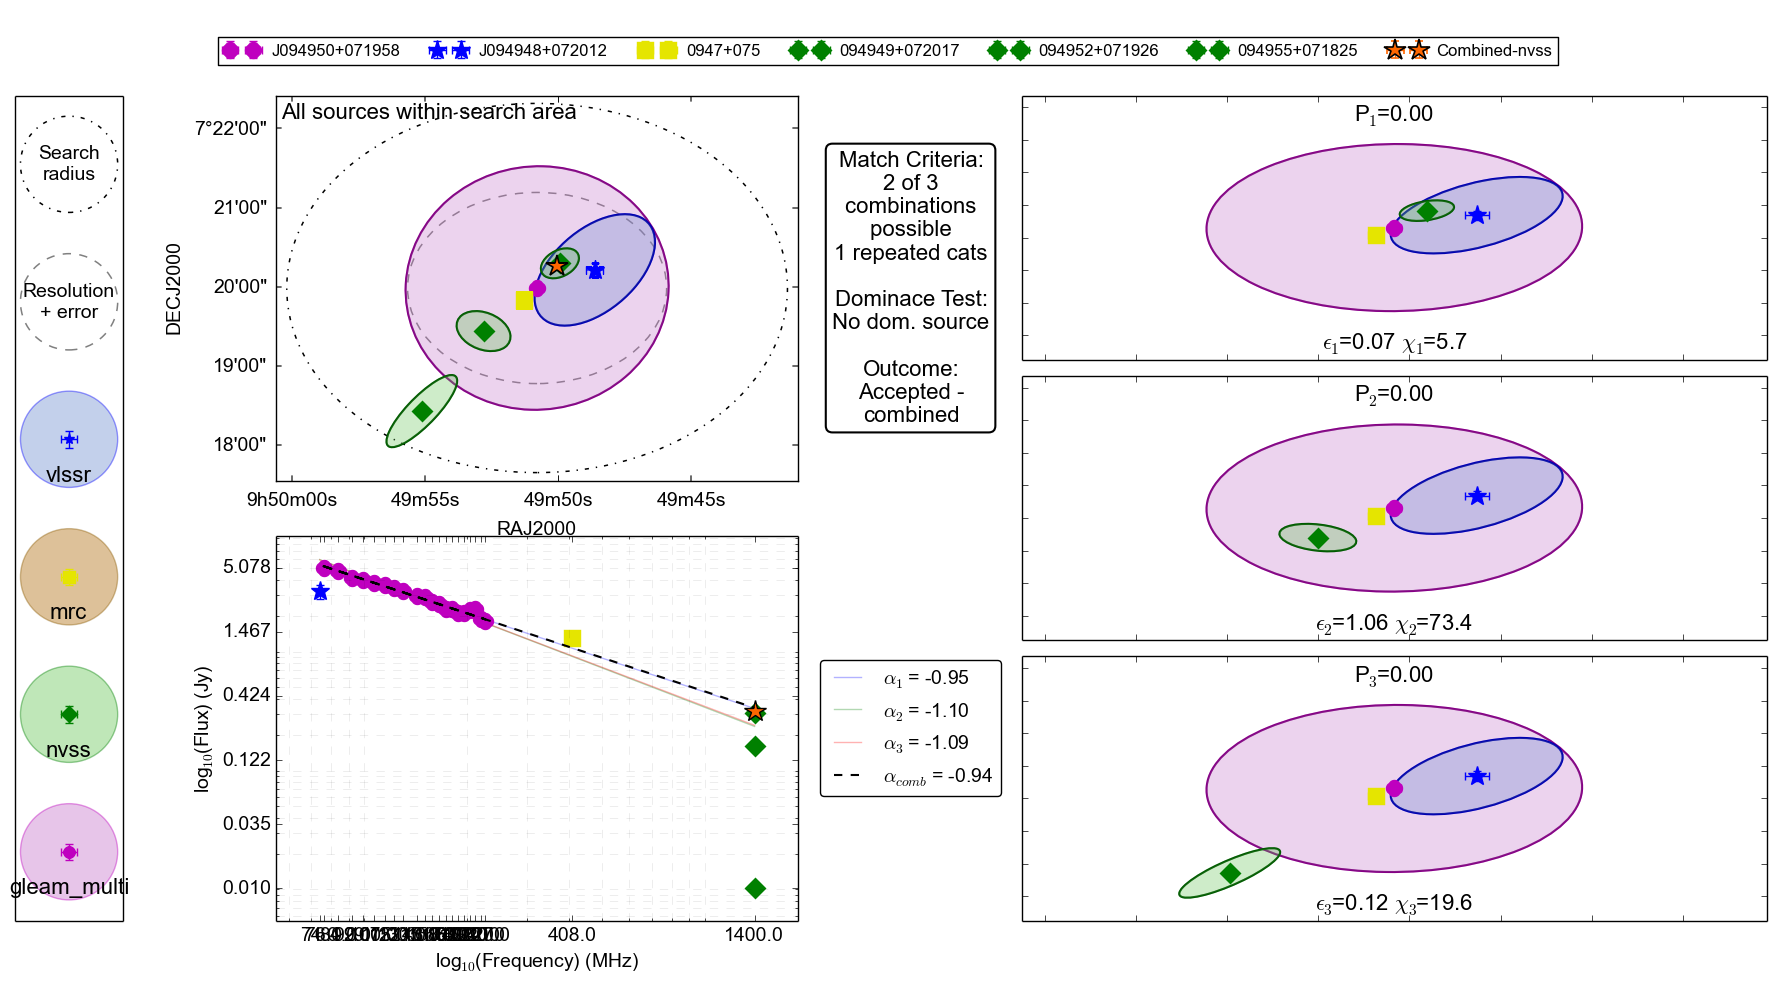 J094950+071958 J094948+072012 0947+075 094949+072017 094952+071926 094955+071825 Combined-nvss
Search
radius
Resolution
+ error
vlssr
mrc
nvss
gleam_multi
All sources within search area
DECJ2000
7°22'00"
21'00"
20'00"
19'00"
18'00"
9h50m00s 49m55s 49m50s 49m45s
RAJ2000
log10(Flux) (Jy)
5.078
1.467
0.424
0.122
0.035
0.010
408.0 1400.0
log10(Frequency) (MHz)
Match Criteria:
2 of 3
combinations
possible
1 repeated cats
Dominace Test:
No dom. source
Outcome:
Accepted -
combined
α1 = -0.95
α2 = -1.10
α3 = -1.09
αcomb = -0.94
P1=0.00
ϵ1=0.07 χ1=5.7
P2=0.00
ϵ2=1.06 χ2=73.4
P3=0.00
ϵ3=0.12 χ3=19.6